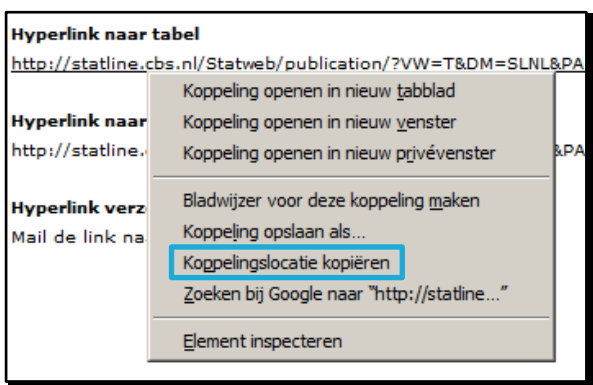 Hyperlink naar tabel
http://statline.cbs.nl/Statweb/publication/?VW=T&DM=SLNL&PA
Koppeling openen in nieuw tabblad
Hyperlink naar
Koppeling openen in nieuw venster
http://statline.
Koppeling openen in nieuw privévenster
&PA
Bladwijzer voor deze koppeling maken
Hyperlink verz
Koppeling opslaan als...
Mail de link na
Koppelingslocatie kopiëren
Zoeken bij Google naar "http://statline..."
Element inspecteren